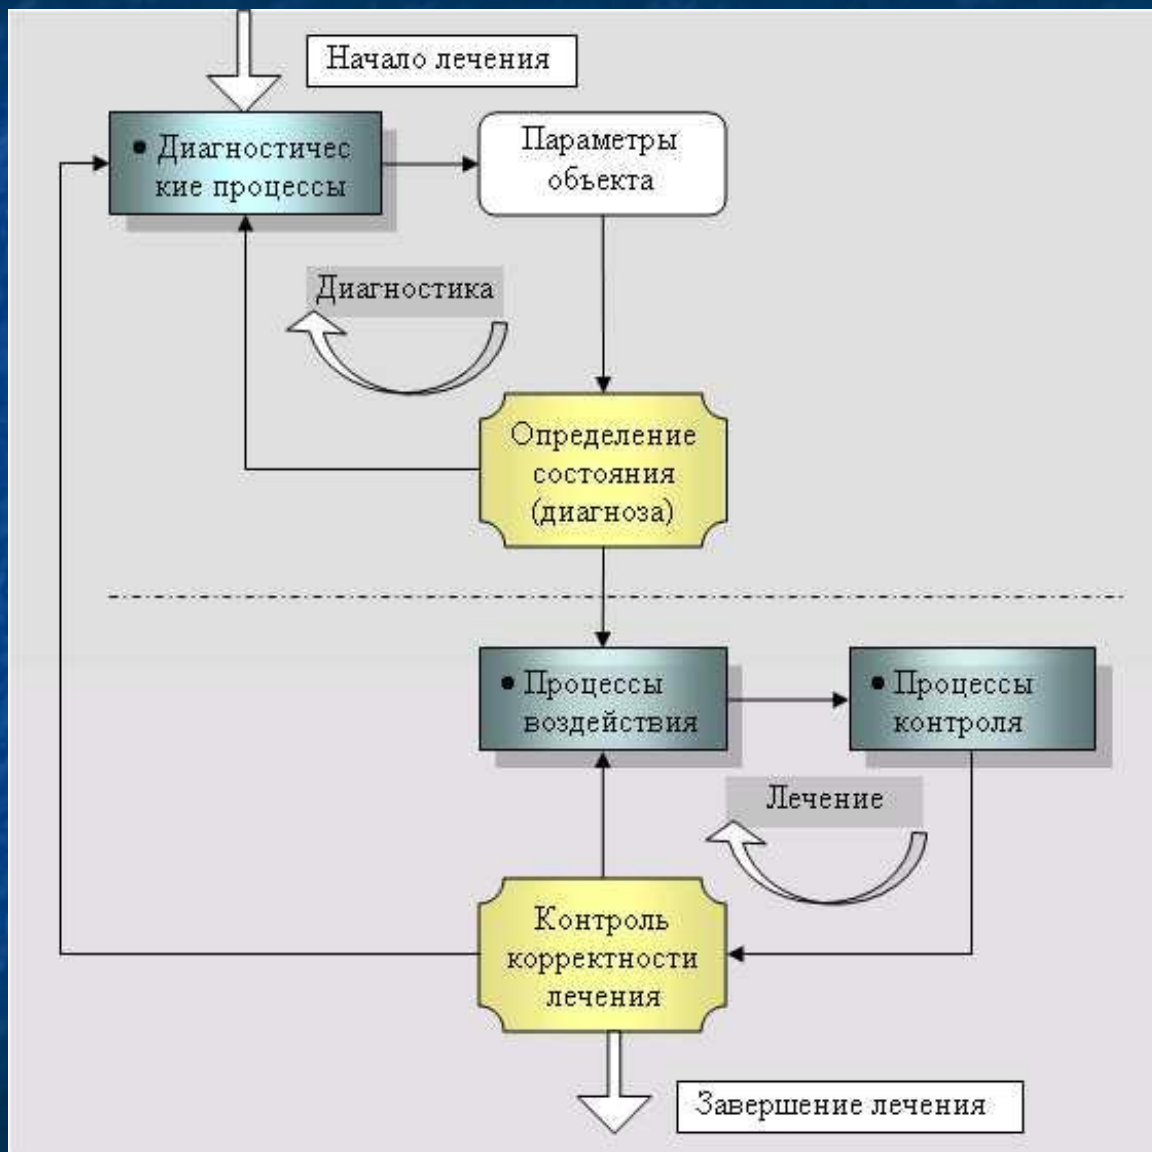 Начало лечения
• Диагностичес
кие процессы
Параметры
объекта
Диагностика
Определение
состояния
(диагноза)
• Процессы
воздействия
• Процессы
контроля
Лечение
Контроль
корректности
лечения
Завершение лечения